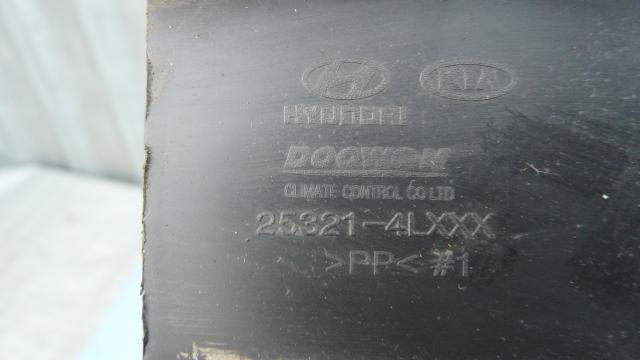 KIA
HYUNDAI
DOOWON
CLIMATE CONTROL CO LTD
25321-4LXXX
>PP< #1